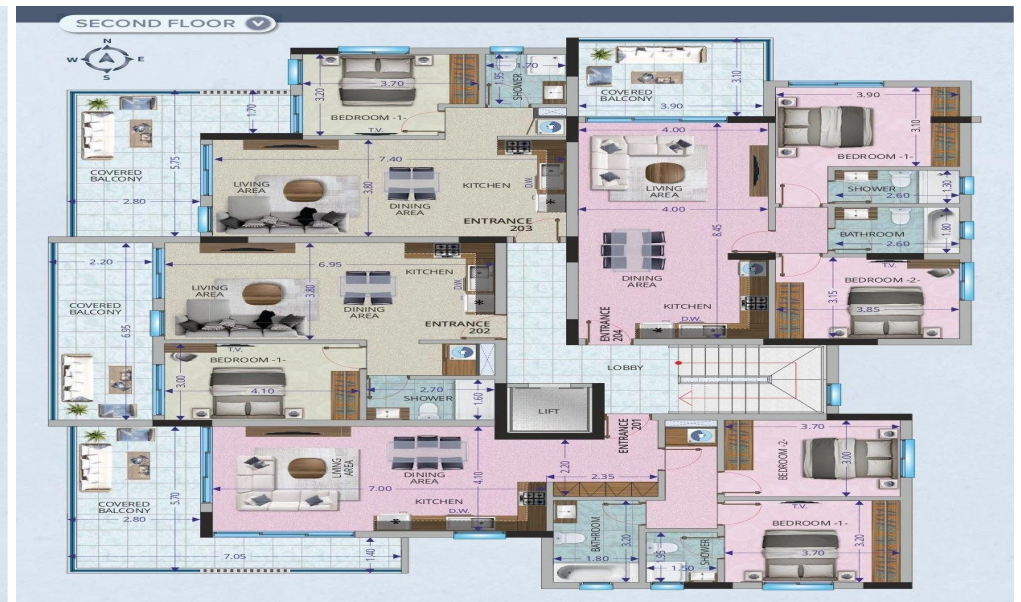 SECOND FLOOR
N
W E
S
3.20
3.70
BEDROOM -1-
T.V.
1.95
1.70
SHOWER
COVERED
BALCONY
3.90
3.10
1.70
COVERED
BALCONY
2.80
5.75
7.40
LIVING
AREA
3.80
DINING
AREA
KITCHEN
D.W.
ENTRANCE
203
4.00
LIVING
AREA
4.00
8.45
DINING
AREA
KITCHEN
D.W.
ENTRANCE
204
3.90
3.10
BEDROOM -1-
SHOWER
2.60
1.30
BATHROOM
2.60
1.80
T.V.
BEDROOM -2-
3.15
3.85
2.20
COVERED
BALCONY
6.95
6.95
LIVING
AREA
3.80
DINING
AREA
KITCHEN
D.W.
ENTRANCE
202
T.V.
BEDROOM -1-
3.00
4.10
2.70
SHOWER
1.60
LOBBY
LIFT
ENTRANCE
201
COVERED
BALCONY
2.80
5.70
7.05
1.40
LIVING
AREA
7.00
DINING
AREA
4.10
KITCHEN
D.W.
2.20
2.35
BATHROOM
1.80
3.20
1.95
1.50
SHOWER
3.70
BEDROOM -2-
3.00
T.V.
BEDROOM -1-
3.70
3.20